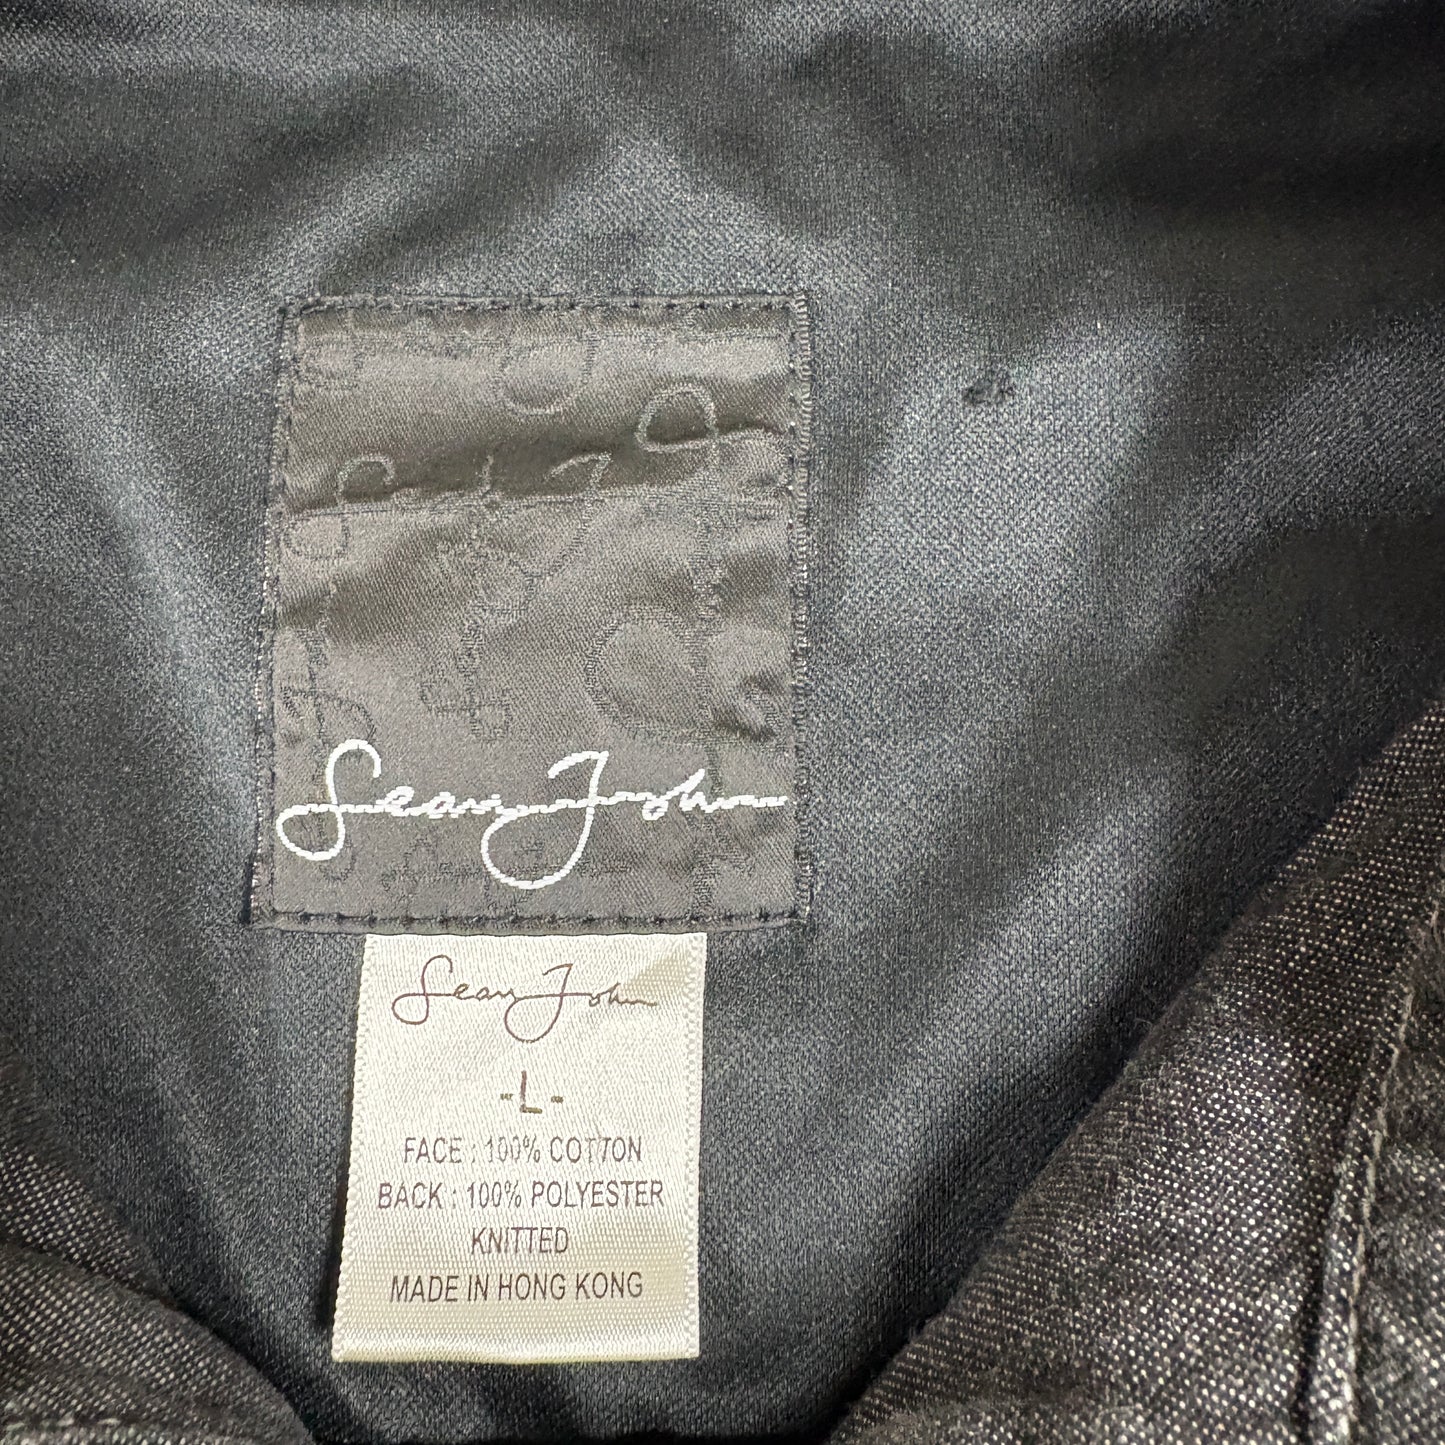 Sean John
Sean John
-L-
FACE : 100% COTTON
BACK : 100% POLYESTER
KNITTED
MADE IN HONG KONG